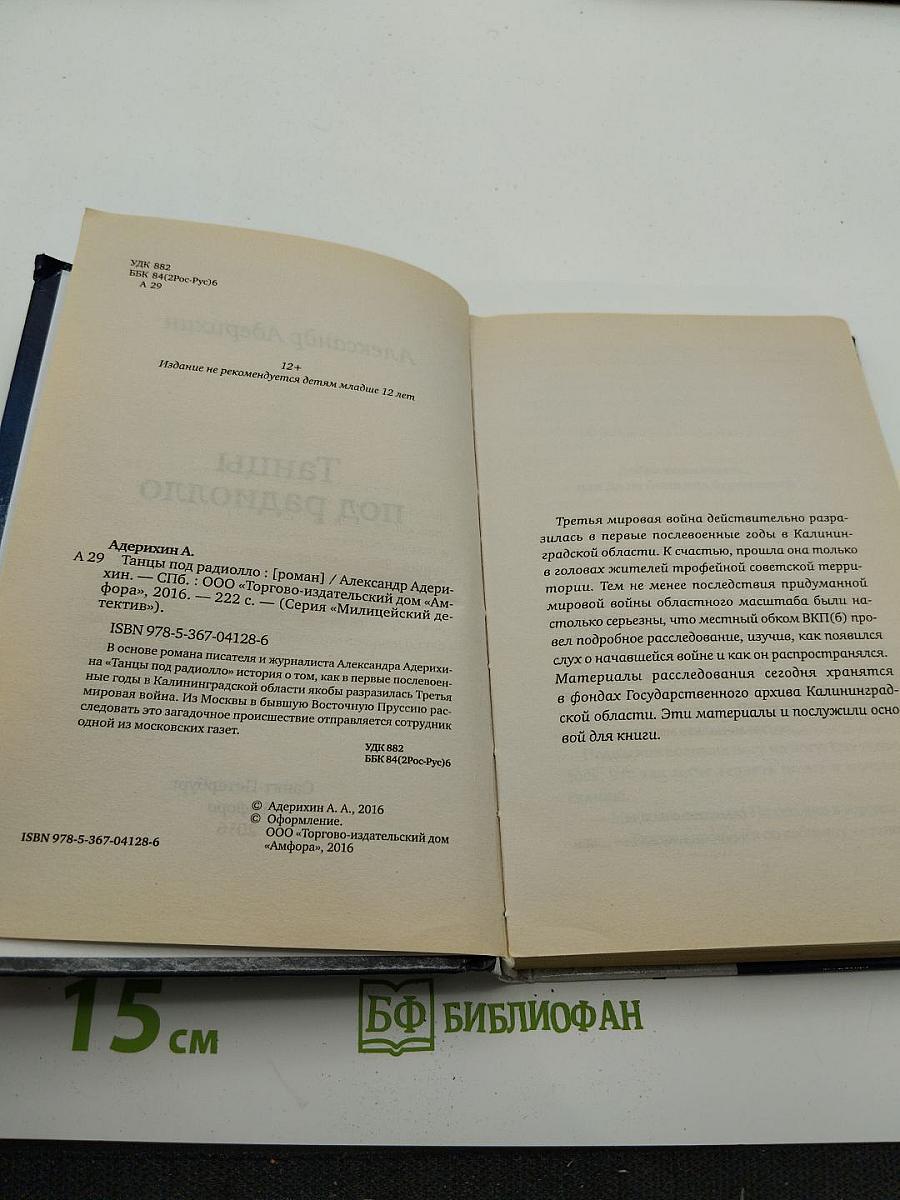 УДК 882
ББК 84(2Рос-Рус)6
А 29
12+
Издание не рекомендуется детям младше 12 лет
Адерихин А.
А 29 Танцы под радиолло : [роман] / Александр Адери-
хин. — СПб. : ООО «Торгово-издательский дом «Ам-
фора», 2016. — 222 с. — (Серия «Милицейский де-
тектив»).
ISBN 978-5-367-04128-6
В основе романа писателя и журналиста Александра Адерихи-
на «Танцы под радиолло» история о том, как в первые послевоен-
ные годы в Калининградской области якобы разразилась Третья
мировая война. Из Москвы в бывшую Восточную Пруссию рас-
следовать это загадочное происшествие отправляется сотрудник
одной из московских газет.
УДК 882
ББК 84(2Рос-Рус)6
© Адерихин А. А., 2016
© Оформление.
ООО «Торгово-издательский дом
«Амфора», 2016
ISBN 978-5-367-04128-6
Третья мировая война действительно разра-
зилась в первые послевоенные годы в Калинин-
градской области. К счастью, прошла она только
в головах жителей трофейной советской терри-
тории. Тем не менее последствия придуманной
мировой войны областного масштаба были на-
столько серьезны, что местный обком ВКП(б) про-
вел подробное расследование, изучив, как появился
слух о начавшейся войне и как он распространялся.
Материалы расследования сегодня хранятся
в фондах Государственного архива Калининград-
ской области. Эти материалы и послужили осно
вой для книги.
15 см
БФ БИБЛИОФАН